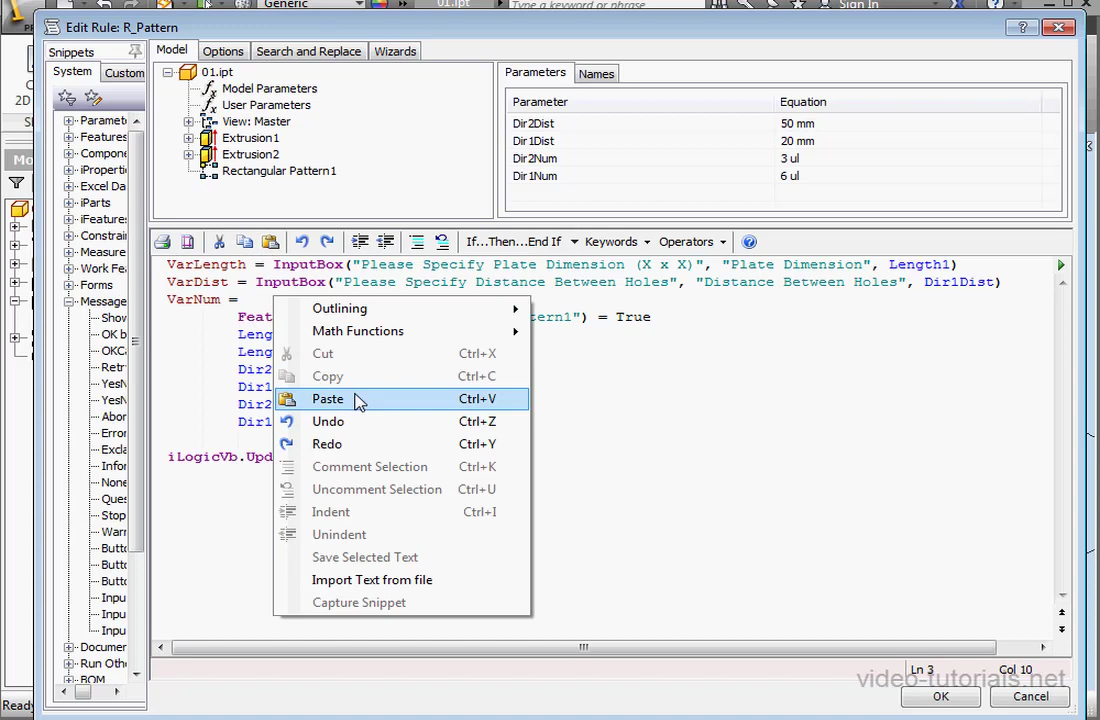 Generic
01.ipt
Type a keyword or phrase
Sign In
Edit Rule: R_Pattern
Snippets
Model
Options
Search and Replace
Wizards
System
Custom
01.ipt
Model Parameters
User Parameters
View: Master
Extrusion1
Extrusion2
Rectangular Pattern1
Parameters
Names
Parameter
Equation
Dir2Dist
50 mm
Dir1Dist
20 mm
Dir2Num
3 ul
Dir1Num
6 ul
2D
Mo
Ready
Paramete
Features
Compone
iProperti
Excel Da
iParts
iFeature
Constrai
Measure
Work Fea
Forms
Message
Show
OK b
OKCa
Retr
YesN
YesN
Abor
Error
Excla
Infor
None
Ques
Stop
Warn
Butto
Butto
Butto
Inpu
Inpu
Inpu
Documen
Run Othe
BOM
If...Then...End If
Keywords
Operators
VarLength = InputBox("Please Specify Plate Dimension (X x X)", "Plate Dimension", Length1)
VarDist = InputBox("Please Specify Distance Between Holes", "Distance Between Holes", Dir1Dist)
VarNum =
Feat
tern1") = True
Leng
Leng
Dir2
Dir1
Dir2
Dir1
iLogicVb.Upd
Outlining
Math Functions
Cut Ctrl+X
Copy Ctrl+C
Paste Ctrl+V
Undo Ctrl+Z
Redo Ctrl+Y
Comment Selection Ctrl+K
Uncomment Selection Ctrl+U
Indent Ctrl+I
Unindent
Save Selected Text
Import Text from file
Capture Snippet
Ln 3
Col 10
video-tutorials.net
OK
Cancel